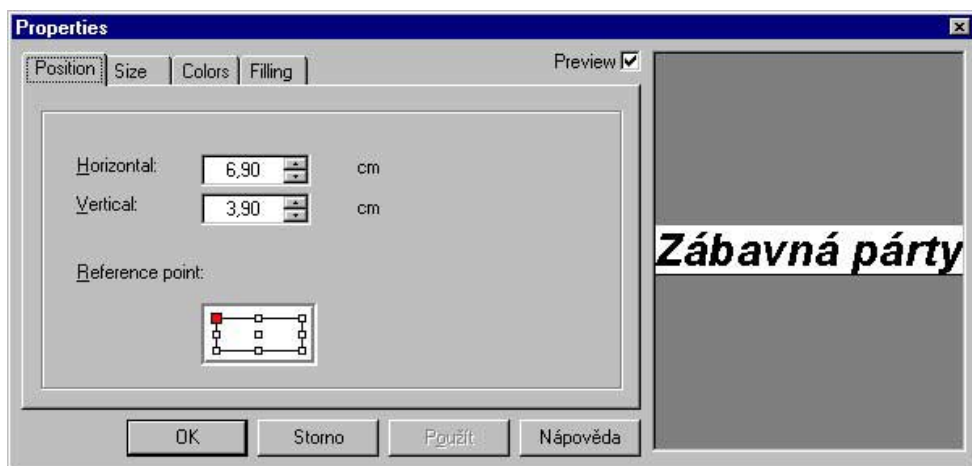 Properties
Position Size Colors Filling Preview
Horizontal: 6,90 cm
Vertical: 3,90 cm
Reference point:
Zábavná párty
OK Storno Použít Nápověda